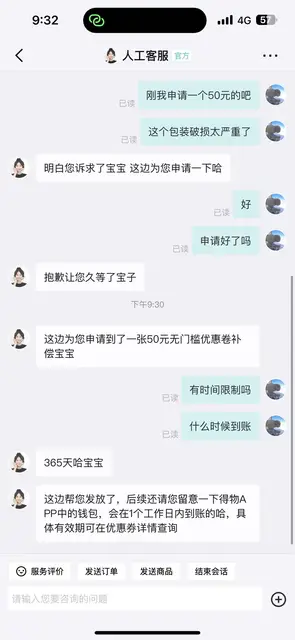 9:32
4G 57
人工客服 官方
刚我申请一个50元的吧
已读
这个包装破损太严重了
已读
明白您诉求了宝宝 这边为您申请一下哈
好
已读
申请好了吗
已读
抱歉让您久等了宝子
下午9:30
这边为您申请到了一张50元无门槛优惠卷补
偿宝宝
有时间限制吗
已读
什么时候到账
已读
365天哈宝宝
这边帮您发放了，后续还请您留意一下得物A
PP中的钱包，会在1个工作日内到账的哈，具
体有效期可在优惠券详情查询
服务评价 发送订单 发送商品 结束会话
请输入您要咨询的问题